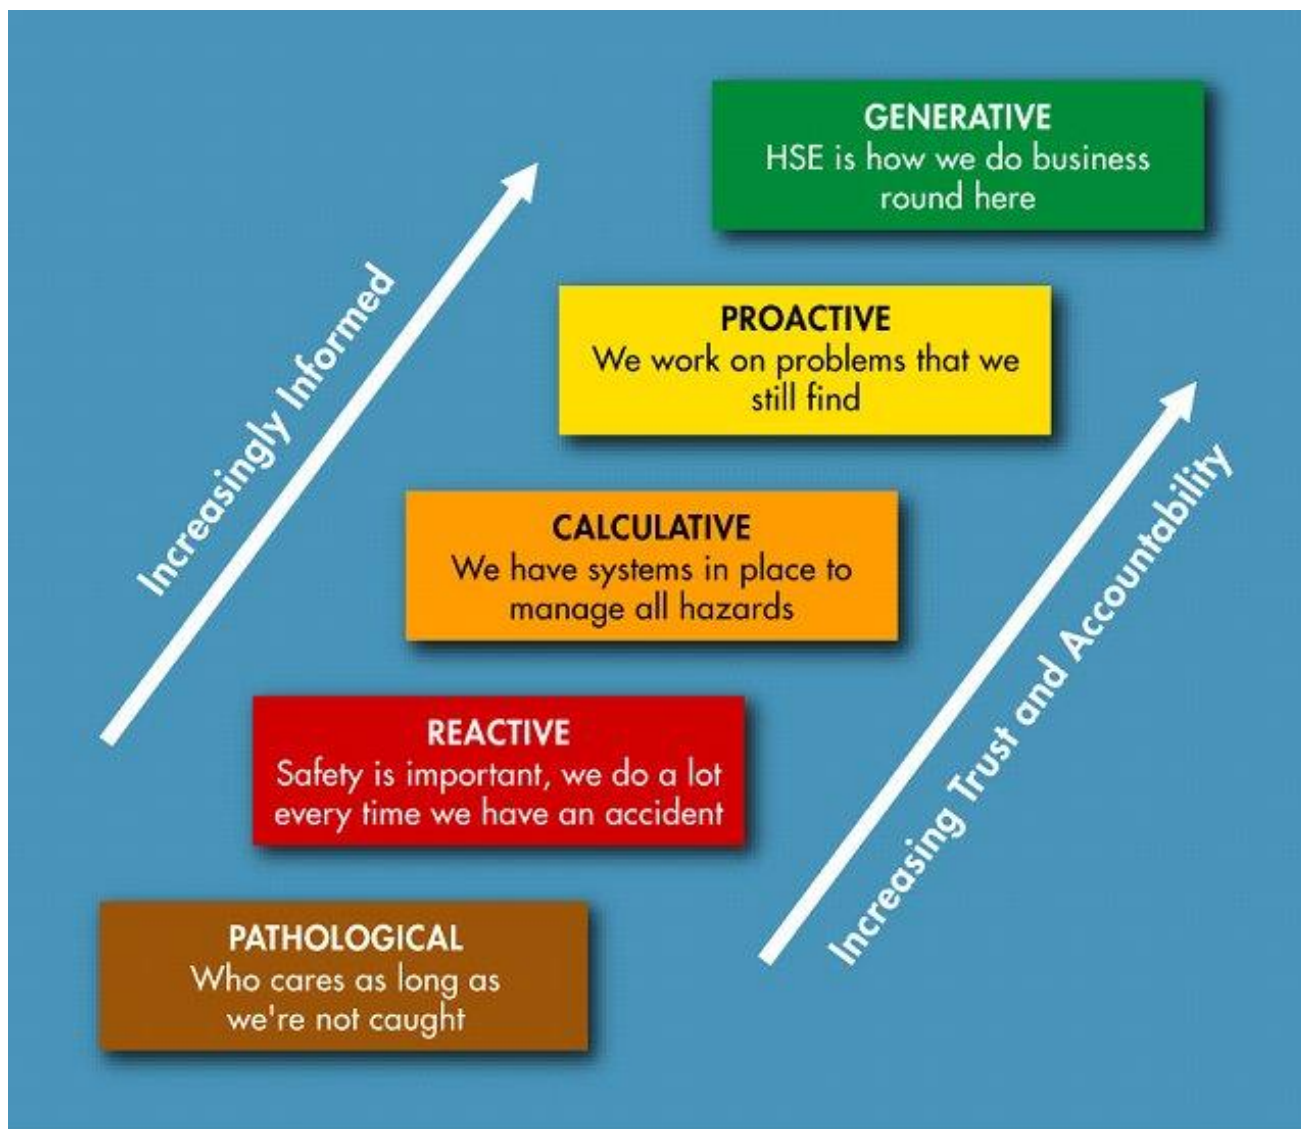 GENERATIVE
HSE is how we do business
round here
PROACTIVE
We work on problems that we
still find
Increasingly Informed
CALCULATIVE
We have systems in place to
manage all hazards
Increasing Trust and Accountability
REACTIVE
Safety is important, we do a lot
every time we have an accident
PATHOLOGICAL
Who cares as long as
we're not caught